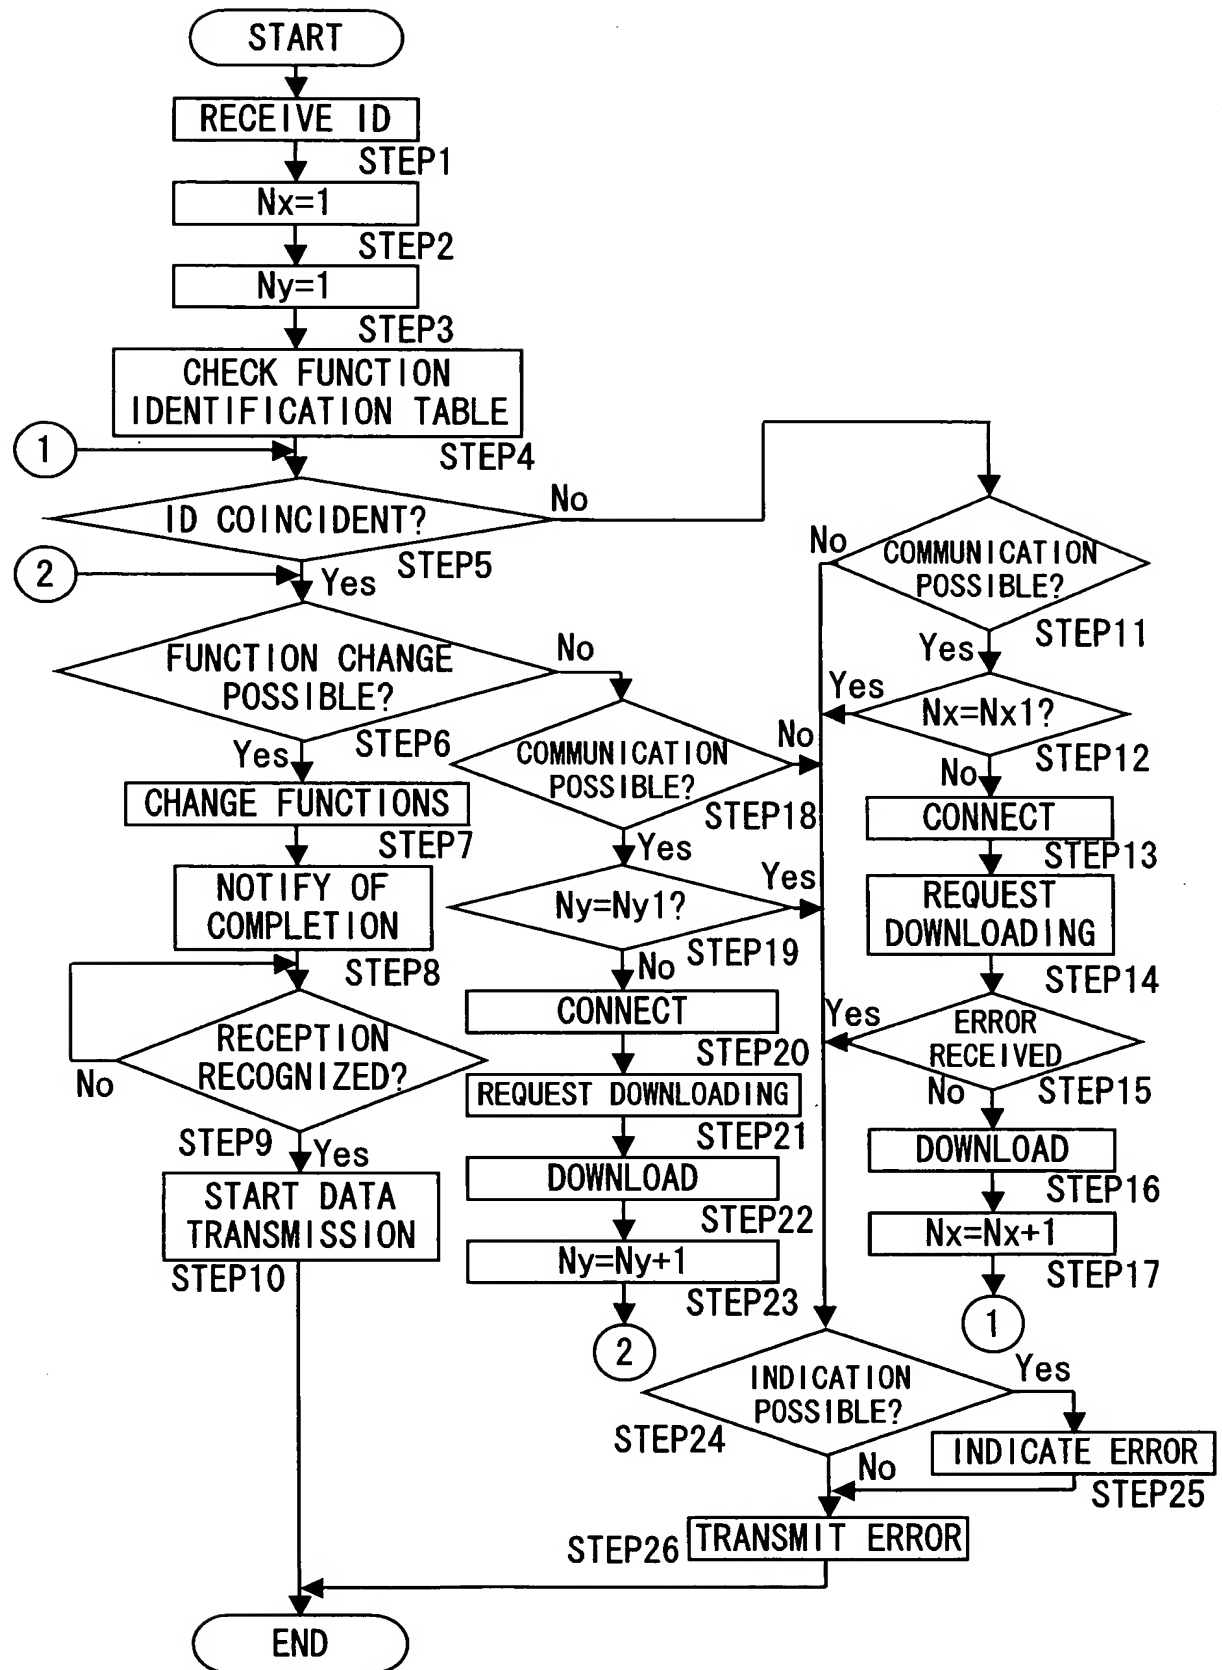 START
RECEIVE ID
STEP1
Nx=1
STEP2
Ny=1
STEP3
CHECK FUNCTION
IDENTIFICATION TABLE
STEP4
1
ID COINCIDENT?
No
STEP5
2
Yes
FUNCTION CHANGE
POSSIBLE?
No
STEP6
Yes
CHANGE FUNCTIONS
STEP7
NOTIFY OF
COMPLETION
STEP8
RECEPTION
RECOGNIZED?
No
STEP9
Yes
START DATA
TRANSMISSION
STEP10
COMMUNICATION
POSSIBLE?
No
STEP18
Yes
Ny=Ny1?
Yes
STEP19
No
CONNECT
STEP20
REQUEST DOWNLOADING
STEP21
DOWNLOAD
STEP22
Ny=Ny+1
STEP23
2
No
COMMUNICATION
POSSIBLE?
STEP11
Yes
Yes
Nx=Nx1?
STEP12
No
CONNECT
STEP13
REQUEST
DOWNLOADING
STEP14
Yes
ERROR
RECEIVED
STEP15
No
DOWNLOAD
STEP16
Nx=Nx+1
STEP17
1
INDICATION
POSSIBLE?
Yes
STEP24
No
INDICATE ERROR
STEP25
TRANSMIT ERROR
STEP26
END